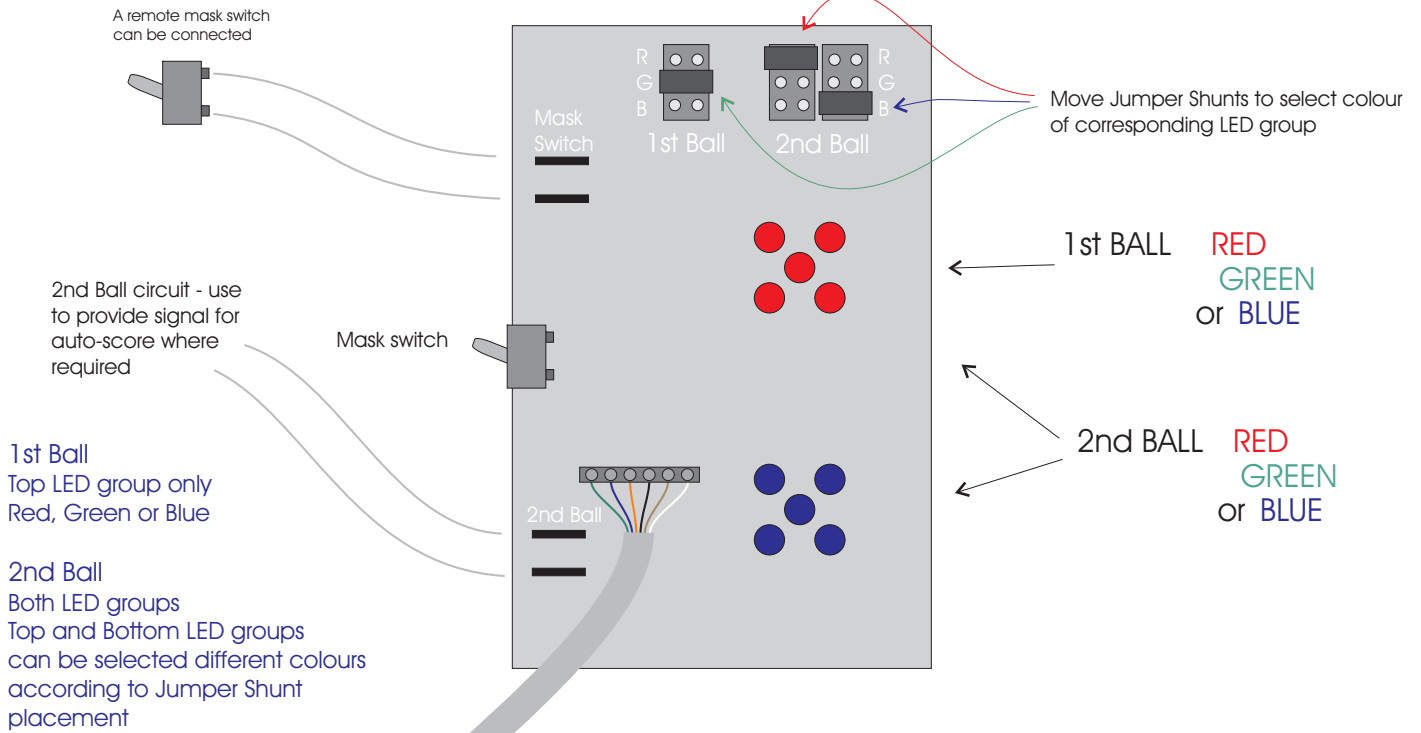 A remote mask switch
can be connected
R
G
B
R
G
B
1st Ball
2nd Ball
Mask
Switch
Move Jumper Shunts to select colour
of corresponding LED group
1st BALL RED
GREEN
or BLUE
2nd Ball circuit - use
to provide signal for
auto-score where
required
Mask switch
2nd BALL RED
GREEN
or BLUE
1st Ball
Top LED group only
Red, Green or Blue
2nd Ball
2nd Ball
Both LED groups
Top and Bottom LED groups
can be selected different colours
according to Jumper Shunt
placement